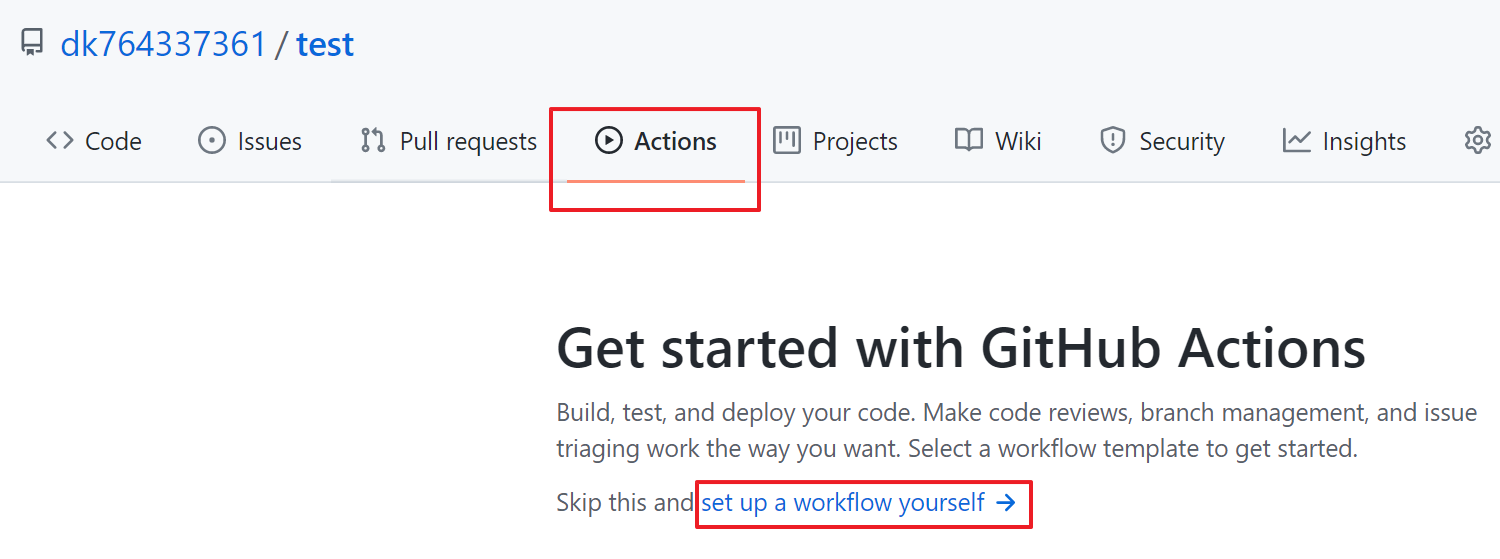 dk764337361 / test
Code Issues Pull requests Actions Projects Wiki Security Insights
Get started with GitHub Actions
Build, test, and deploy your code. Make code reviews, branch management, and issue
triaging work the way you want. Select a workflow template to get started.
Skip this and set up a workflow yourself →